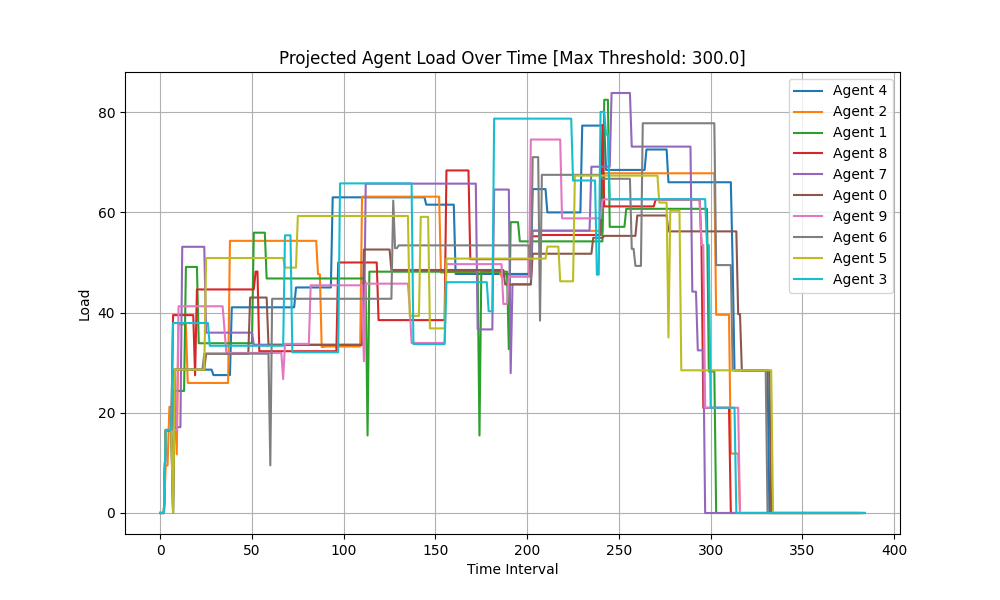 Projected Agent Load Over Time [Max Threshold: 300.0]
Load
80
60
40
20
0
0 50 100 150 200 250 300 350 400
Time Interval
Agent 4
Agent 2
Agent 1
Agent 8
Agent 7
Agent 0
Agent 9
Agent 6
Agent 5
Agent 3